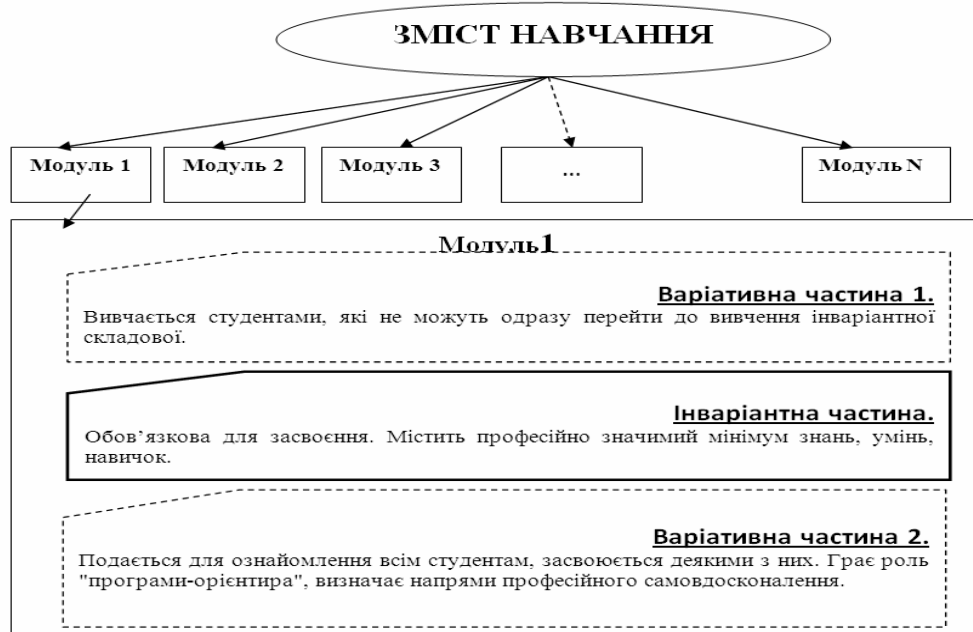 ЗМІСТ НАВЧАННЯ
Модуль 1
Модуль 2
Модуль 3
...
Модуль N
Модуль1
Варіативна частина 1.
Вивчається студентами, які не можуть одразу перейти до вивчення інваріантної
складової.
Інваріантна частина.
Обов’язкова для засвоєння. Містить професійно значимий мінімум знань, умінь,
навичок.
Варіативна частина 2.
Подається для ознайомлення всім студентам, засвоюється деякими з них. Грає роль
"програми-орієнтира", визначає напрями професійного самовдосконалення.